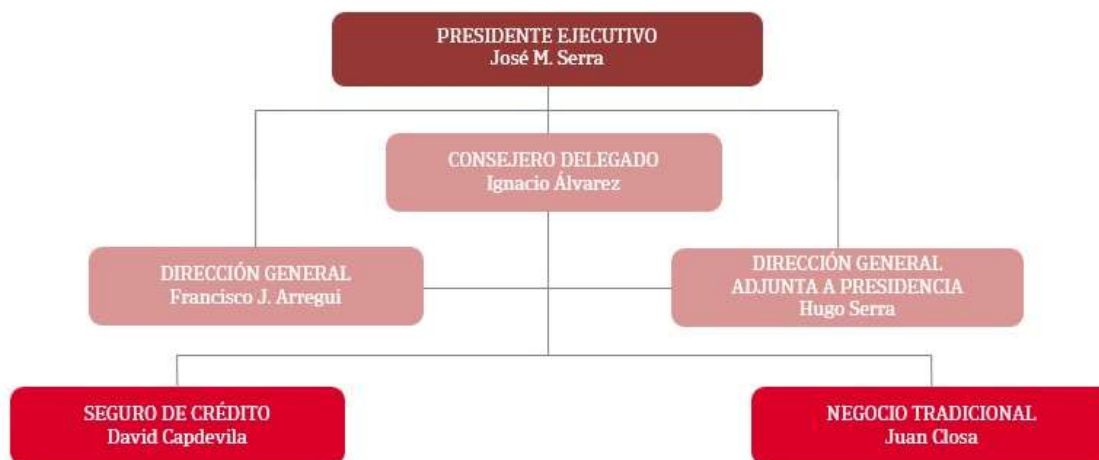 PRESIDENTE EJECUTIVO
José M. Serra
CONSEJERO DELEGADO
Ignacio Álvarez
DIRECCIÓN GENERAL
Francisco J. Arregui
DIRECCIÓN GENERAL
ADJUNTA A PRESIDENCIA
Hugo Serra
SEGURO DE CRÉDITO
David Capdevila
NEGOCIO TRADICIONAL
Juan Closa